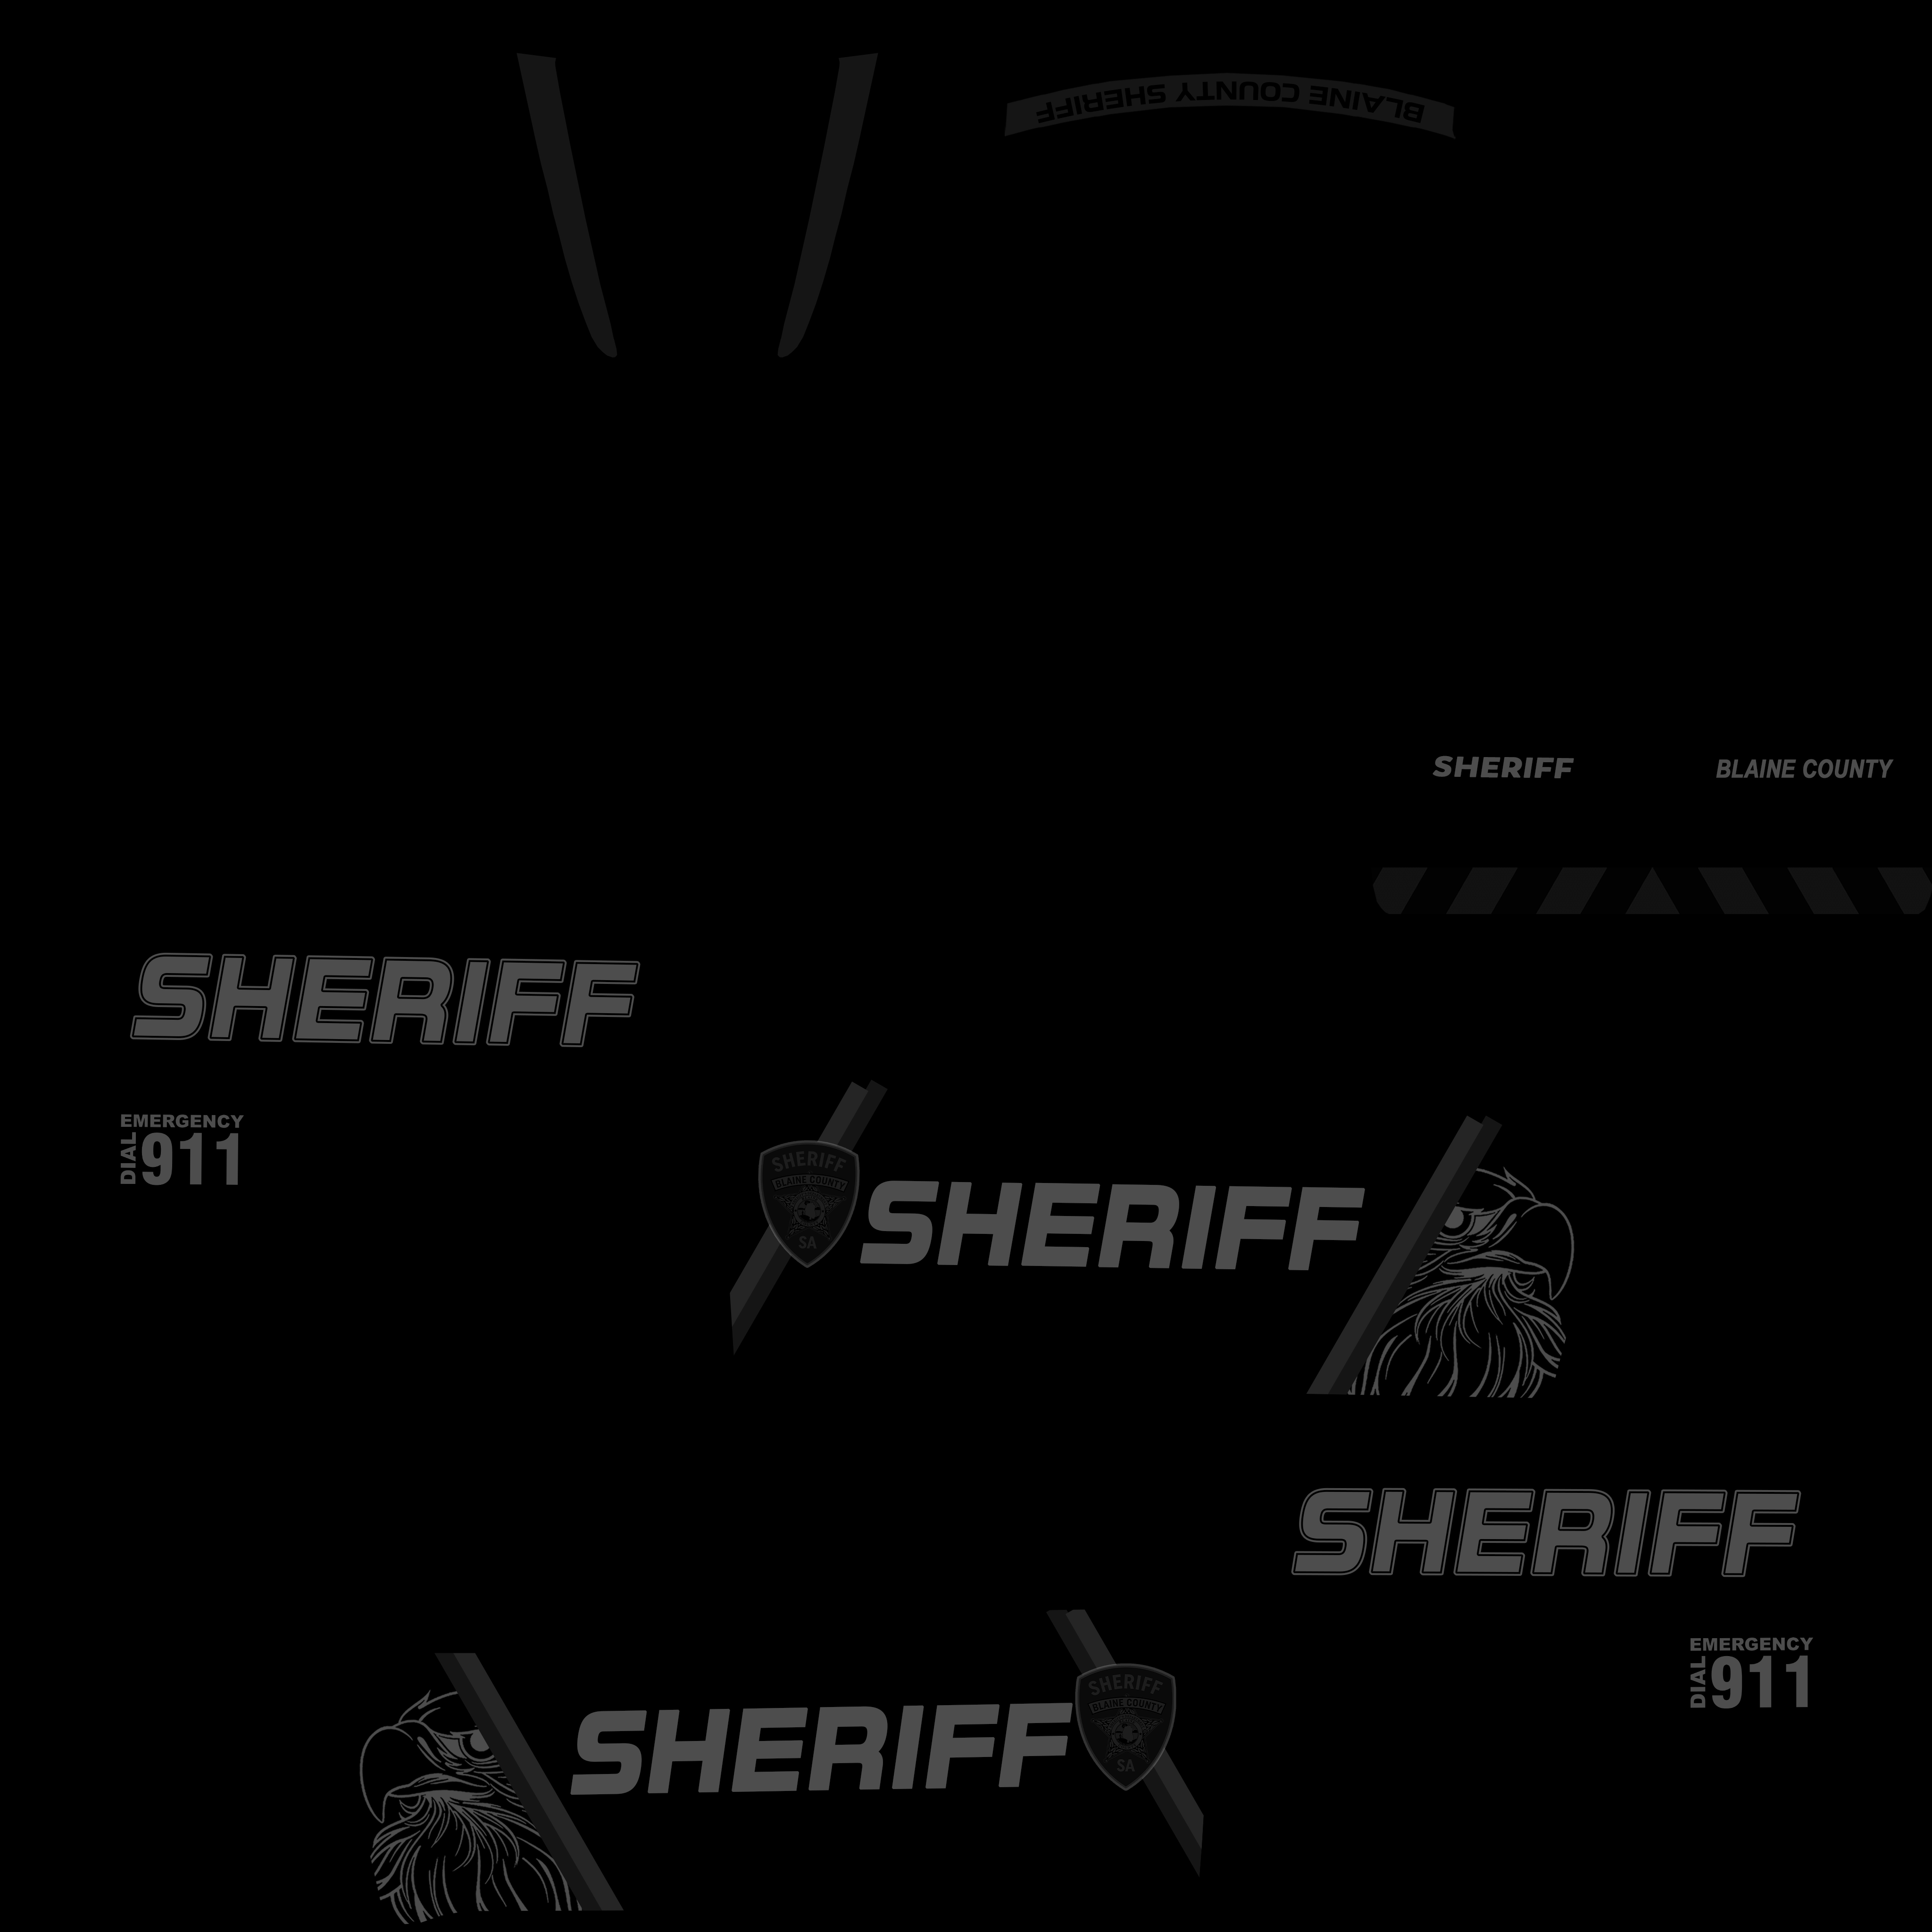 BLAINE COUNTY SHERIFF
SHERIFF
BLAINE COUNTY
SHERIFF
EMERGENCY
DIAL
911
SHERIFF
BLAINE COUNTY
SA
SHERIFF
SHERIFF
EMERGENCY
DIAL
911
SHERIFF
SHERIFF
BLAINE COUNTY
SA